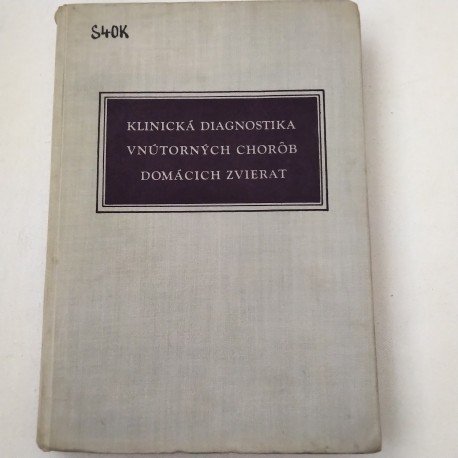 S40K
KLINICKÁ DIAGNOSTIKA
VNÚTORNÝCH CHORÔB
DOMÁCICH ZVIERAT